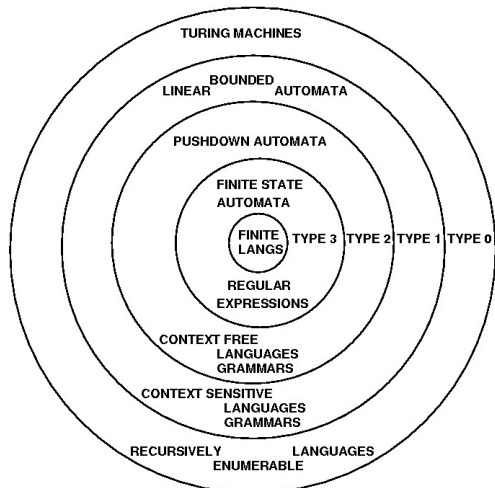 TURING MACHINES
BOUNDED
LINEAR AUTOMATA
PUSHDOWN AUTOMATA
FINITE STATE
AUTOMATA
FINITE
LANGS
TYPE 3 TYPE 2 TYPE 1 TYPE 0
REGULAR
EXPRESSIONS
CONTEXT FREE
LANGUAGES
GRAMMARS
CONTEXT SENSITIVE
LANGUAGES
GRAMMARS
RECURSIVELY LANGUAGES
ENUMERABLE